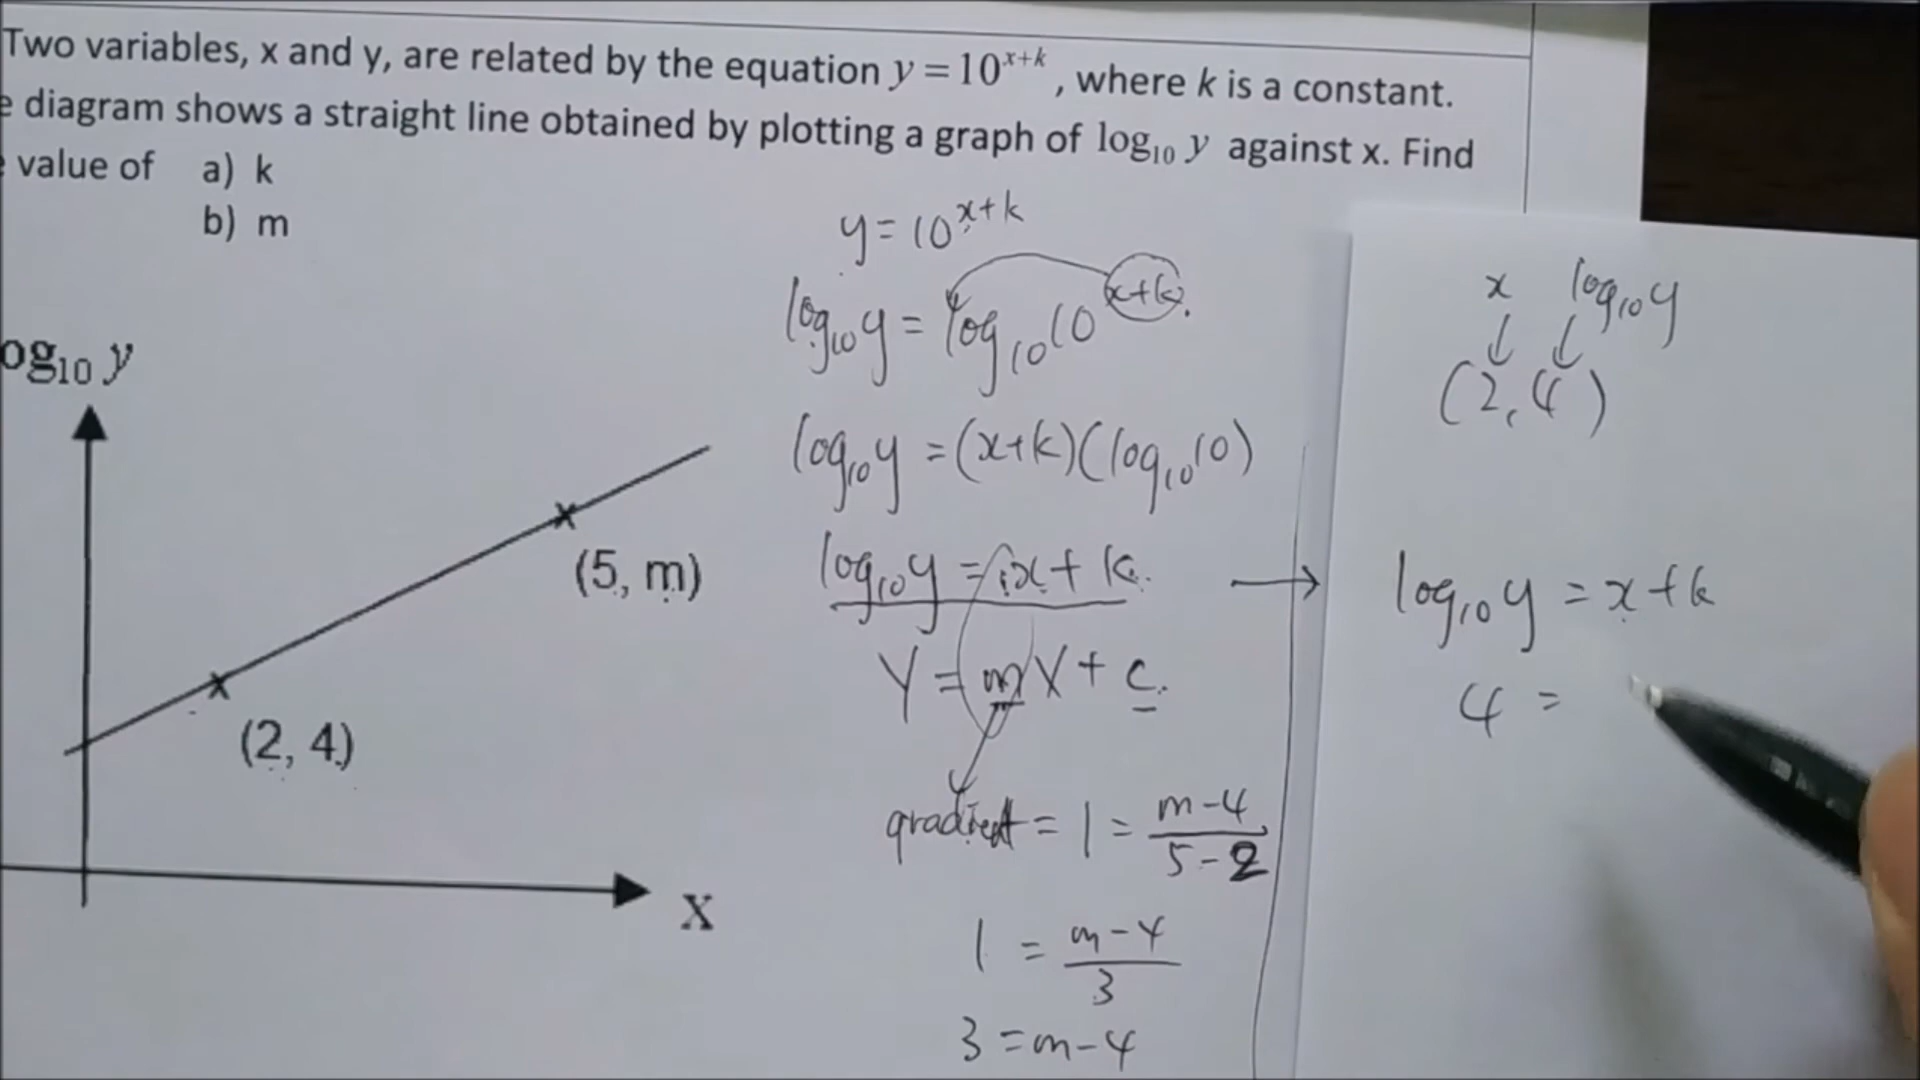 Two variables, x and y, are related by the equation y = 10^{x+k}, where k is a constant.
e diagram shows a straight line obtained by plotting a graph of log₁₀ y against x. Find
value of a) k
b) m
og₁₀ y
(5, m)
(2, 4)
x
y = 10^{x+k}
log₁₀y = log₁₀10^{x+k}
log₁₀y = (x+k)(log₁₀10)
log₁₀y = x + k
Y = mX + c
gradient = 1 = \frac{m-4}{5-2}
1 = \frac{m-4}{3}
3 = m-4
x log₁₀y
(2, 4)
log₁₀y = x + k
4 =